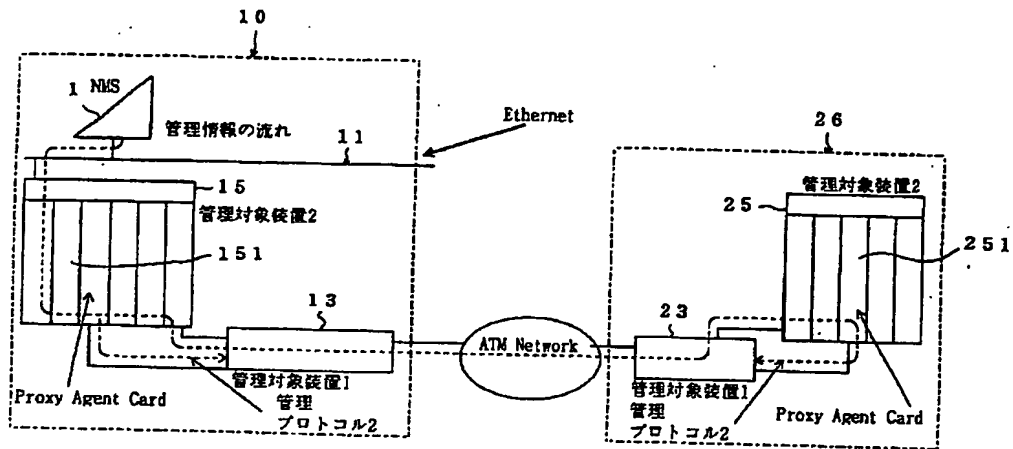 10
1
NMS
管理情報の流れ
11
Ethernet
26
15
管理対象装置2
151
管理対象装置2
25
251
13
ATM Network
23
管理対象装置1
管理
プロトコル2
Proxy Agent Card
管理対象装置1
管理
プロトコル2
Proxy Agent Card